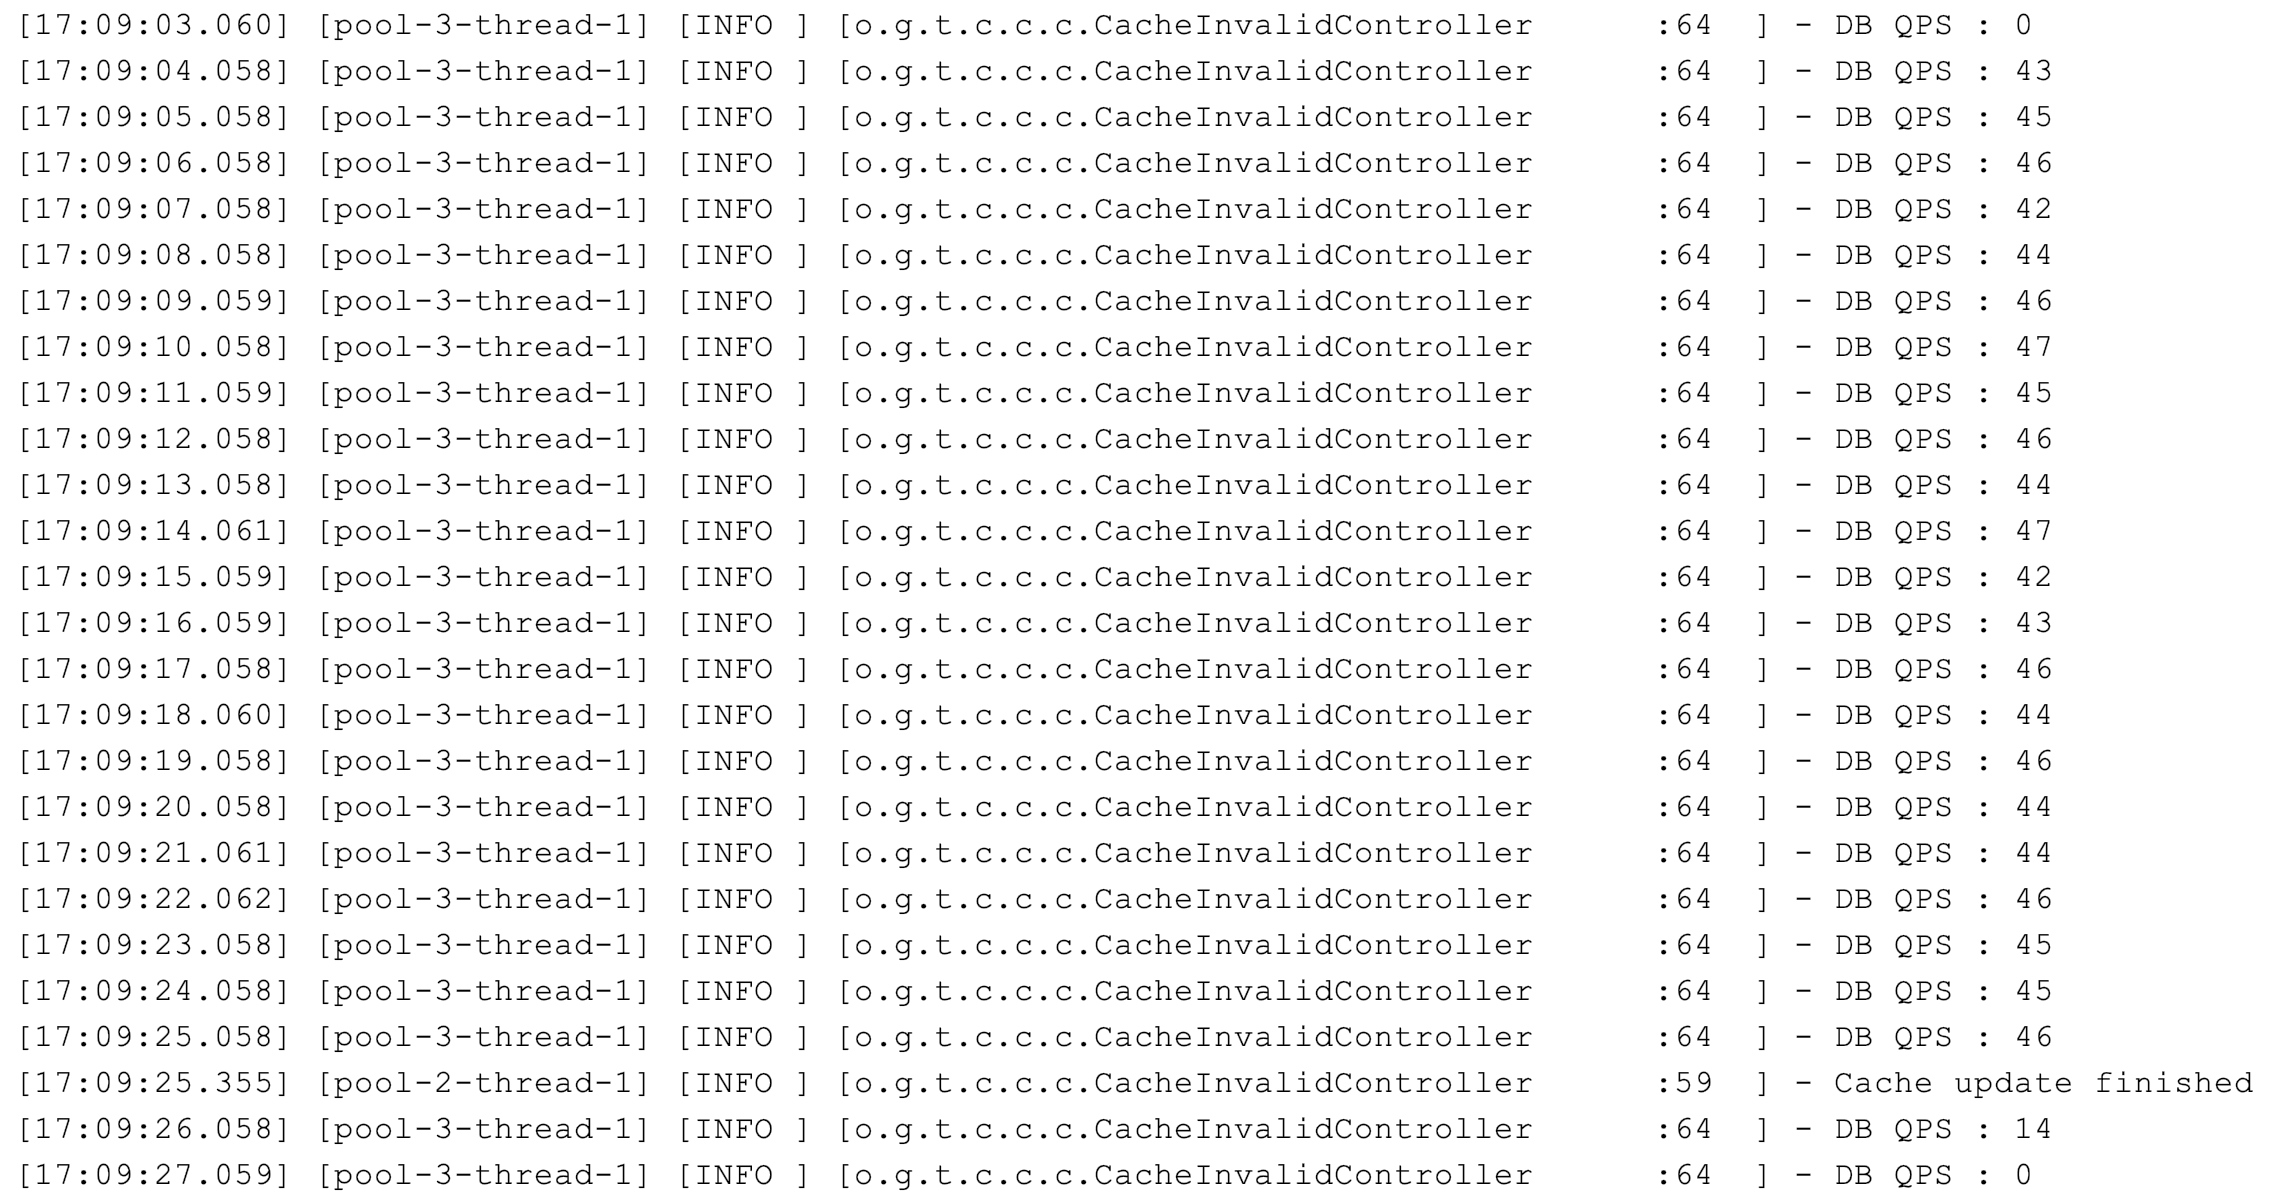 [17:09:03.060] [pool-3-thread-1] [INFO ] [o.g.t.c.c.c.CacheInvalidController :64 ] - DB QPS : 0
[17:09:04.058] [pool-3-thread-1] [INFO ] [o.g.t.c.c.c.CacheInvalidController :64 ] - DB QPS : 43
[17:09:05.058] [pool-3-thread-1] [INFO ] [o.g.t.c.c.c.CacheInvalidController :64 ] - DB QPS : 45
[17:09:06.058] [pool-3-thread-1] [INFO ] [o.g.t.c.c.c.CacheInvalidController :64 ] - DB QPS : 46
[17:09:07.058] [pool-3-thread-1] [INFO ] [o.g.t.c.c.c.CacheInvalidController :64 ] - DB QPS : 42
[17:09:08.058] [pool-3-thread-1] [INFO ] [o.g.t.c.c.c.CacheInvalidController :64 ] - DB QPS : 44
[17:09:09.059] [pool-3-thread-1] [INFO ] [o.g.t.c.c.c.CacheInvalidController :64 ] - DB QPS : 46
[17:09:10.058] [pool-3-thread-1] [INFO ] [o.g.t.c.c.c.CacheInvalidController :64 ] - DB QPS : 47
[17:09:11.059] [pool-3-thread-1] [INFO ] [o.g.t.c.c.c.CacheInvalidController :64 ] - DB QPS : 45
[17:09:12.058] [pool-3-thread-1] [INFO ] [o.g.t.c.c.c.CacheInvalidController :64 ] - DB QPS : 46
[17:09:13.058] [pool-3-thread-1] [INFO ] [o.g.t.c.c.c.CacheInvalidController :64 ] - DB QPS : 44
[17:09:14.061] [pool-3-thread-1] [INFO ] [o.g.t.c.c.c.CacheInvalidController :64 ] - DB QPS : 47
[17:09:15.059] [pool-3-thread-1] [INFO ] [o.g.t.c.c.c.CacheInvalidController :64 ] - DB QPS : 42
[17:09:16.059] [pool-3-thread-1] [INFO ] [o.g.t.c.c.c.CacheInvalidController :64 ] - DB QPS : 43
[17:09:17.058] [pool-3-thread-1] [INFO ] [o.g.t.c.c.c.CacheInvalidController :64 ] - DB QPS : 46
[17:09:18.060] [pool-3-thread-1] [INFO ] [o.g.t.c.c.c.CacheInvalidController :64 ] - DB QPS : 44
[17:09:19.058] [pool-3-thread-1] [INFO ] [o.g.t.c.c.c.CacheInvalidController :64 ] - DB QPS : 46
[17:09:20.058] [pool-3-thread-1] [INFO ] [o.g.t.c.c.c.CacheInvalidController :64 ] - DB QPS : 44
[17:09:21.061] [pool-3-thread-1] [INFO ] [o.g.t.c.c.c.CacheInvalidController :64 ] - DB QPS : 44
[17:09:22.062] [pool-3-thread-1] [INFO ] [o.g.t.c.c.c.CacheInvalidController :64 ] - DB QPS : 46
[17:09:23.058] [pool-3-thread-1] [INFO ] [o.g.t.c.c.c.CacheInvalidController :64 ] - DB QPS : 45
[17:09:24.058] [pool-3-thread-1] [INFO ] [o.g.t.c.c.c.CacheInvalidController :64 ] - DB QPS : 45
[17:09:25.058] [pool-3-thread-1] [INFO ] [o.g.t.c.c.c.CacheInvalidController :64 ] - DB QPS : 46
[17:09:25.355] [pool-2-thread-1] [INFO ] [o.g.t.c.c.c.CacheInvalidController :59 ] - Cache update finished
[17:09:26.058] [pool-3-thread-1] [INFO ] [o.g.t.c.c.c.CacheInvalidController :64 ] - DB QPS : 14
[17:09:27.059] [pool-3-thread-1] [INFO ] [o.g.t.c.c.c.CacheInvalidController :64 ] - DB QPS : 0